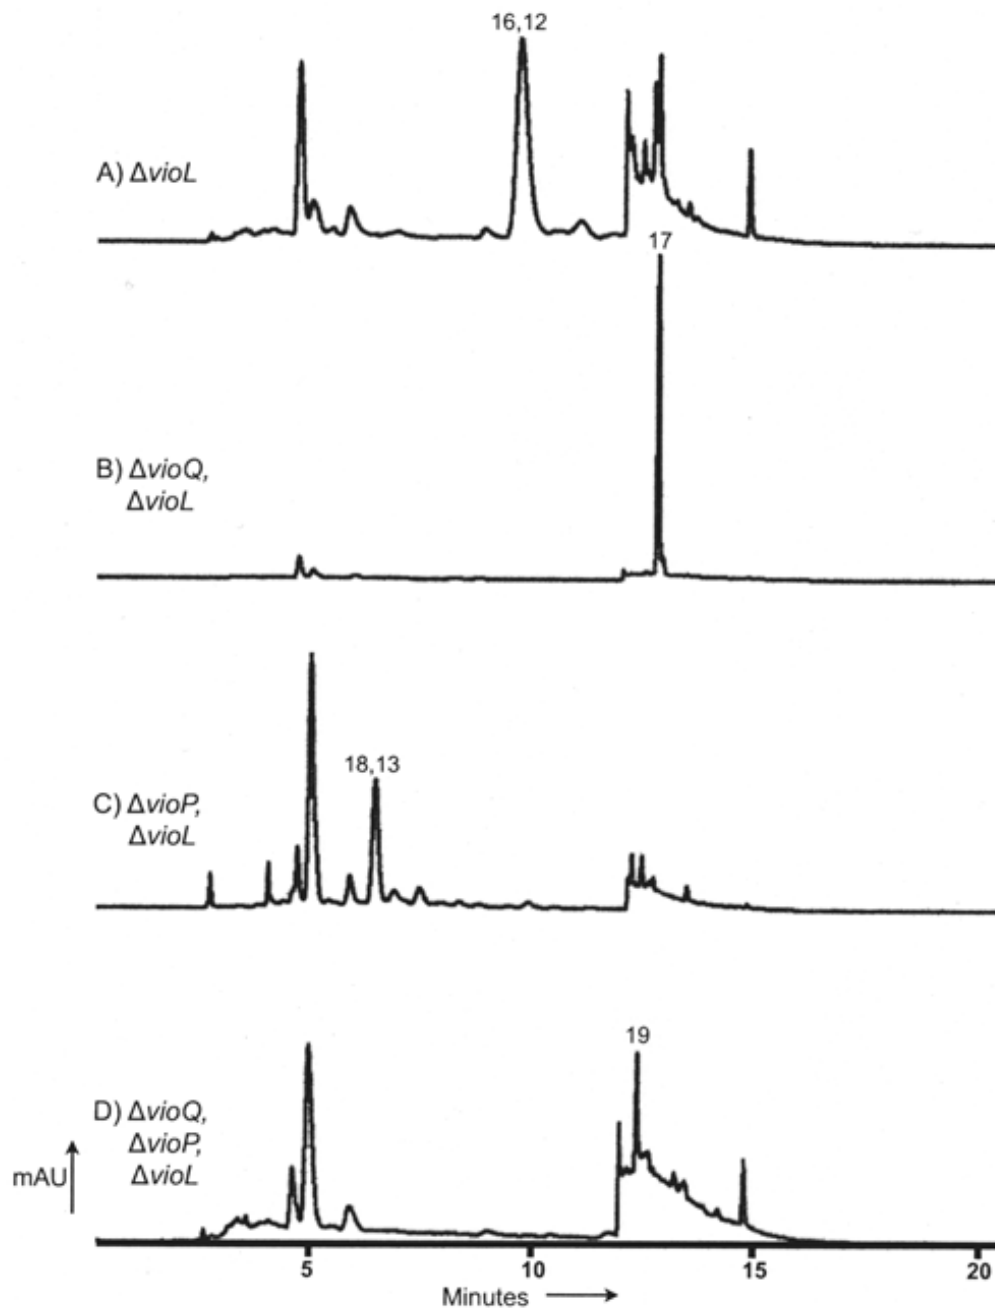 16,12
A) ΔvioL
17
B) ΔvioQ,
ΔvioL
18,13
C) ΔvioP,
ΔvioL
19
D) ΔvioQ,
ΔvioP,
ΔvioL
mAU
5 10 15 20
Minutes